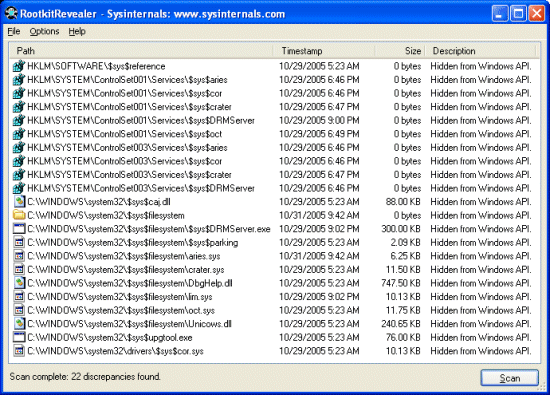 RootkitRevealer - Sysinternals: www.sysinternals.com
File Options Help
Path Timestamp Size Description
HKLM\SOFTWARE\$sys$reference 10/29/2005 5:23 AM 0 bytes Hidden from Windows API.
HKLM\SYSTEM\ControlSet001\Services\$sys$aries 10/29/2005 6:46 PM 0 bytes Hidden from Windows API.
HKLM\SYSTEM\ControlSet001\Services\$sys$cor 10/29/2005 6:46 PM 0 bytes Hidden from Windows API.
HKLM\SYSTEM\ControlSet001\Services\$sys$crater 10/29/2005 6:47 PM 0 bytes Hidden from Windows API.
HKLM\SYSTEM\ControlSet001\Services\$sys$DRMServer 10/29/2005 9:00 PM 0 bytes Hidden from Windows API.
HKLM\SYSTEM\ControlSet001\Services\$sys$oct 10/29/2005 6:49 PM 0 bytes Hidden from Windows API.
HKLM\SYSTEM\ControlSet003\Services\$sys$aries 10/29/2005 6:46 PM 0 bytes Hidden from Windows API.
HKLM\SYSTEM\ControlSet003\Services\$sys$cor 10/29/2005 6:46 PM 0 bytes Hidden from Windows API.
HKLM\SYSTEM\ControlSet003\Services\$sys$crater 10/29/2005 6:47 PM 0 bytes Hidden from Windows API.
HKLM\SYSTEM\ControlSet003\Services\$sys$DRMServer 10/29/2005 6:46 PM 0 bytes Hidden from Windows API.
C:\WINDOWS\system32\$sys$caj.dll 10/29/2005 5:23 AM 88.00 KB Hidden from Windows API.
C:\WINDOWS\system32\$sys$filesystem 10/31/2005 9:42 AM 0 bytes Hidden from Windows API.
C:\WINDOWS\system32\$sys$filesystem\$sys$DRMServer.exe 10/29/2005 9:02 PM 300.00 KB Hidden from Windows API.
C:\WINDOWS\system32\$sys$filesystem\$sys$parking 10/29/2005 5:23 AM 2.09 KB Hidden from Windows API.
C:\WINDOWS\system32\$sys$filesystem\aries.sys 10/31/2005 9:42 AM 6.25 KB Hidden from Windows API.
C:\WINDOWS\system32\$sys$filesystem\crater.sys 10/29/2005 5:23 AM 11.50 KB Hidden from Windows API.
C:\WINDOWS\system32\$sys$filesystem\DbgHelp.dll 10/29/2005 5:23 AM 747.50 KB Hidden from Windows API.
C:\WINDOWS\system32\$sys$filesystem\lim.sys 10/29/2005 9:02 PM 10.13 KB Hidden from Windows API.
C:\WINDOWS\system32\$sys$filesystem\oct.sys 10/29/2005 5:23 AM 11.75 KB Hidden from Windows API.
C:\WINDOWS\system32\$sys$filesystem\Unicows.dll 10/29/2005 5:23 AM 240.65 KB Hidden from Windows API.
C:\WINDOWS\system32\$sys$upgtool.exe 10/29/2005 5:23 AM 76.00 KB Hidden from Windows API.
C:\WINDOWS\system32\drivers\$sys$cor.sys 10/29/2005 5:23 AM 10.13 KB Hidden from Windows API.
Scan complete: 22 discrepancies found.
Scan